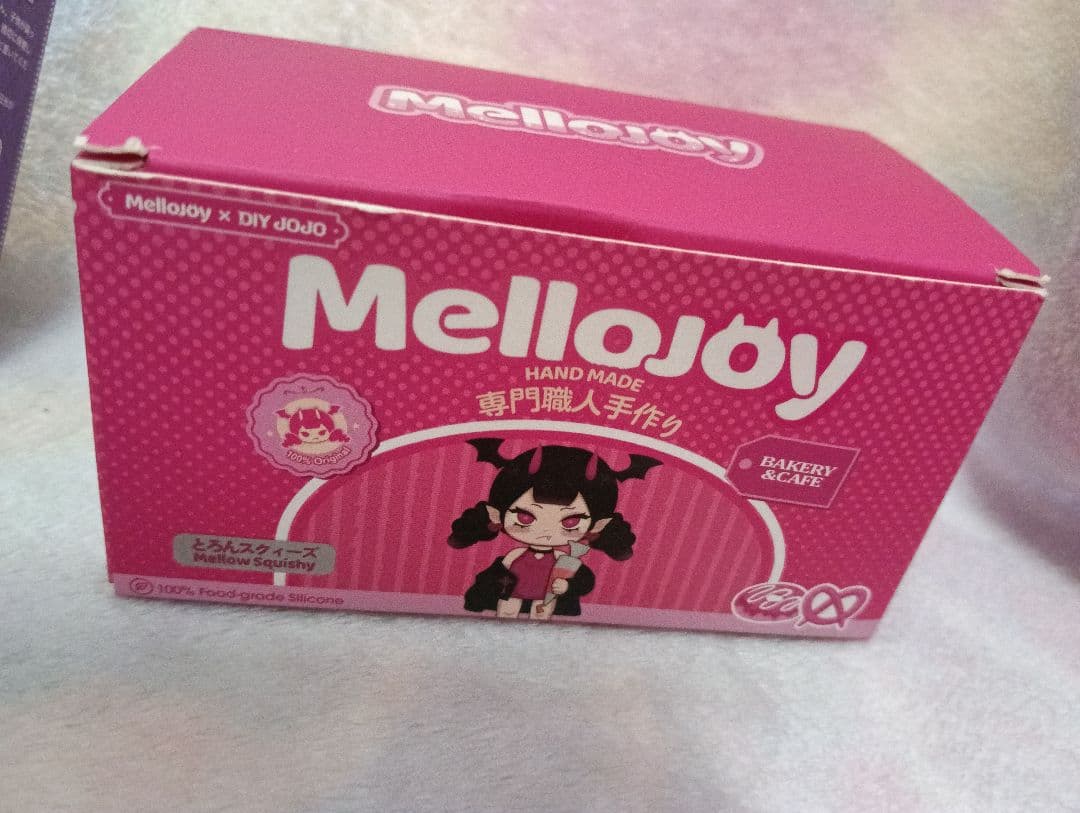 Mellojoy
Mellojoy × DIY JOJO
Mellojoy
HAND MADE
専門職人手作り
100% Original
BAKERY
&CAFE
とろんスクィーズ
Mellow Squishy
100% Food-grade Silicone